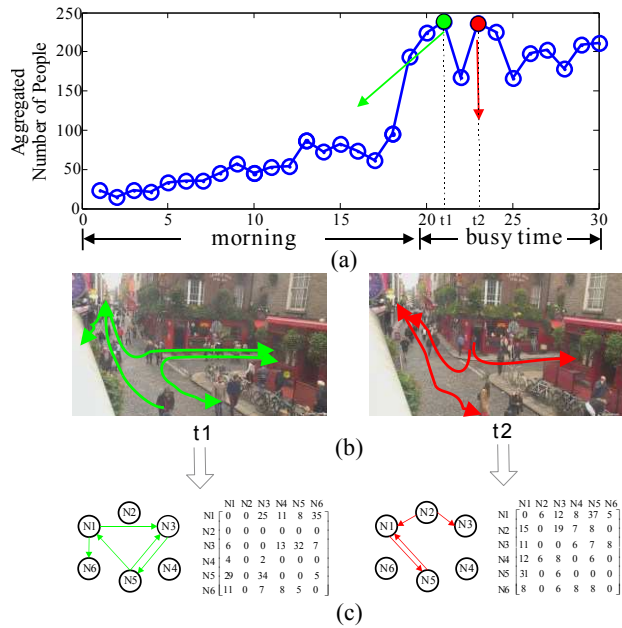 250
200
150
100
50
0
Aggregated
Number of People
0 5 10 15 20 t1 t2 25 30
morning busy time
(a)
t1 (b) t2
N1 N2 N3 N4 N5 N6
N1 0 0 25 11 8 35
N2 0 0 0 0 0 0
N3 6 0 0 13 32 7
N4 4 0 2 0 0 0
N5 29 0 34 0 0 5
N6 11 0 7 8 5 0
N2
N1 N3
N6 N4
N5
N1 N2 N3 N4 N5 N6
N1 0 6 12 8 37 5
N2 15 0 19 7 8 0
N3 11 0 0 6 7 8
N4 12 6 8 0 6 0
N5 31 0 6 0 0 0
N6 8 0 8 6 8 0
N2
N1 N3
N6 N4
N5
(c)